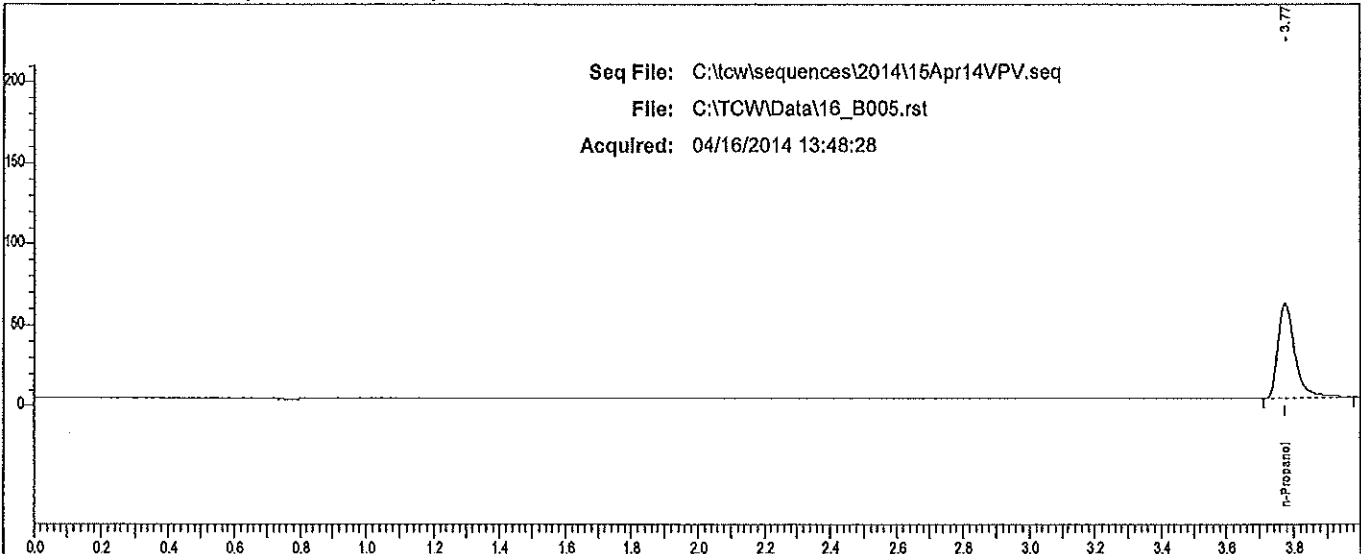 - 3.77
Seq File: C:\tcw\sequences\2014\15Apr14VPV.seq
File: C:\TCW\Data\16_B005.rst
Acquired: 04/16/2014 13:48:28
200
150
100
50
0
n-Propanol
0.0 0.2 0.4 0.6 0.8 1.0 1.2 1.4 1.6 1.8 2.0 2.2 2.4 2.6 2.8 3.0 3.2 3.4 3.6 3.8